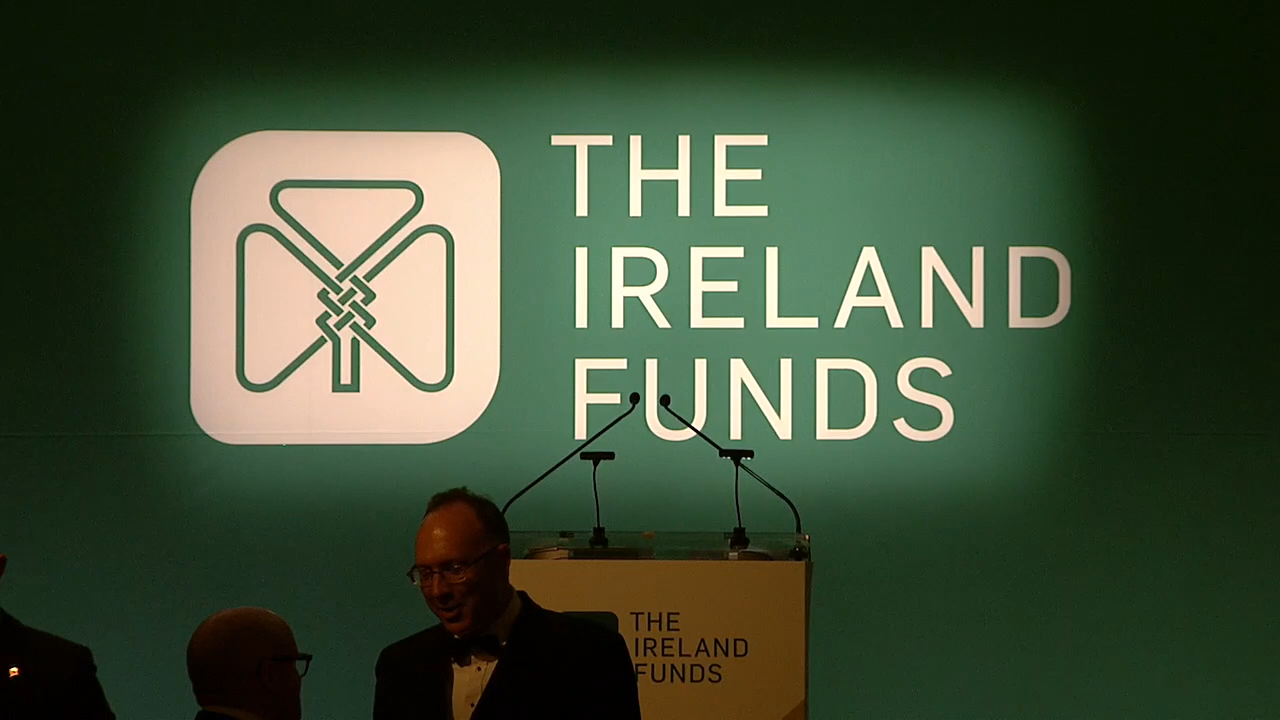 THE
IRELAND
FUNDS
THE
IRELAND
FUNDS